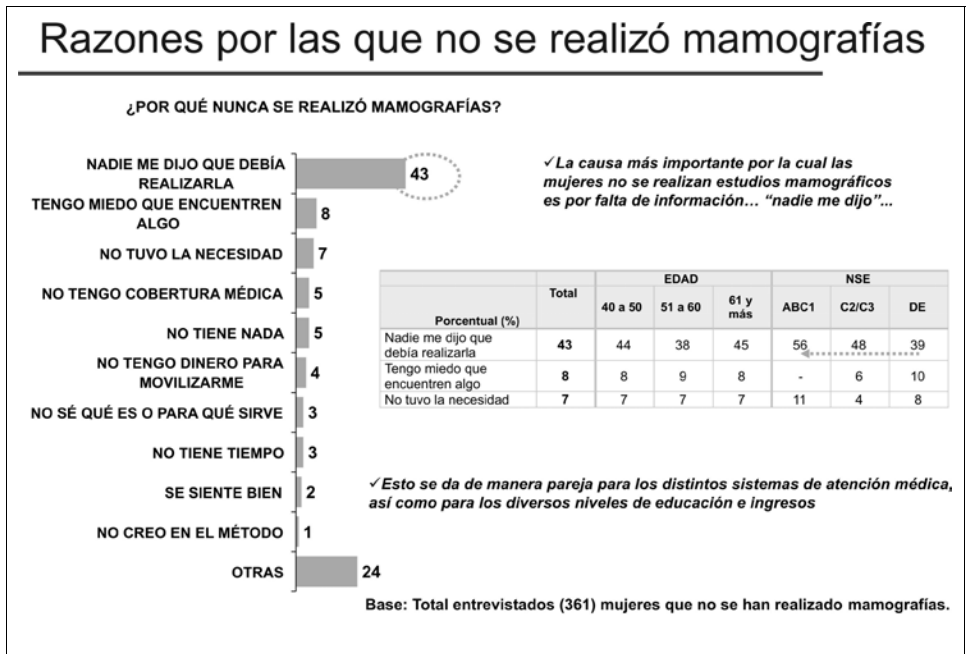 Razones por las que no se realizó mamografías
¿POR QUÉ NUNCA SE REALIZÓ MAMOGRAFÍAS?
NADIE ME DIJO QUE DEBÍA
REALIZARLA
43
TENGO MIEDO QUE ENCUENTREN
ALGO
8
NO TUVO LA NECESIDAD
7
NO TENGO COBERTURA MÉDICA
5
NO TIENE NADA
5
NO TENGO DINERO PARA
MOVILIZARME
4
NO SÉ QUÉ ES O PARA QUÉ SIRVE
3
NO TIENE TIEMPO
3
SE SIENTE BIEN
2
NO CREO EN EL MÉTODO
1
OTRAS
24
✓La causa más importante por la cual las
mujeres no se realizan estudios mamográficos
es por falta de información… “nadie me dijo”...
EDAD NSE
Porcentual (%) Total 40 a 50 51 a 60 61 y más ABC1 C2/C3 DE
Nadie me dijo que
debía realizarla 43 44 38 45 56 48 39
Tengo miedo que
encuentren algo 8 8 9 8 - 6 10
No tuvo la necesidad 7 7 7 7 11 4 8
✓Esto se da de manera pareja para los distintos sistemas de atención médica,
así como para los diversos niveles de educación e ingresos
Base: Total entrevistados (361) mujeres que no se han realizado mamografías.